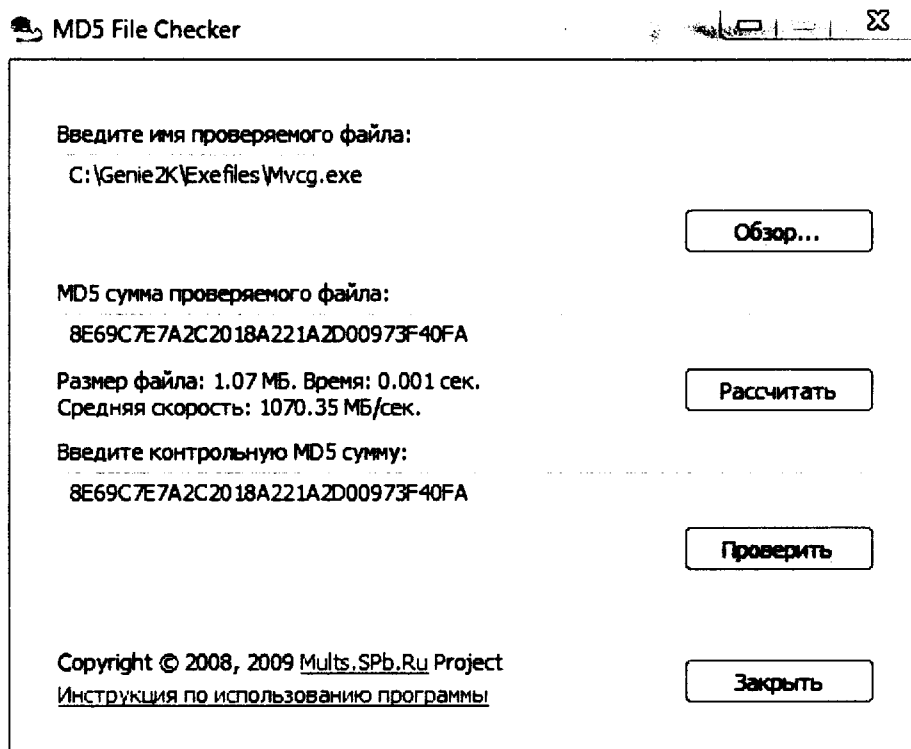 MD5 File Checker
Введите имя проверяемого файла:
C:\Genie2K\Exefiles\Mvcg.exe
Обзор...
MD5 сумма проверяемого файла:
8E69C7E7A2C2018A221A2D00973F40FA
Размер файла: 1.07 МБ. Время: 0.001 сек.
Средняя скорость: 1070.35 МБ/сек.
Рассчитать
Введите контрольную MD5 сумму:
8E69C7E7A2C2018A221A2D00973F40FA
Проверить
Copyright © 2008, 2009 Mults.SPb.Ru Project
Инструкция по использованию программы
Закрыть